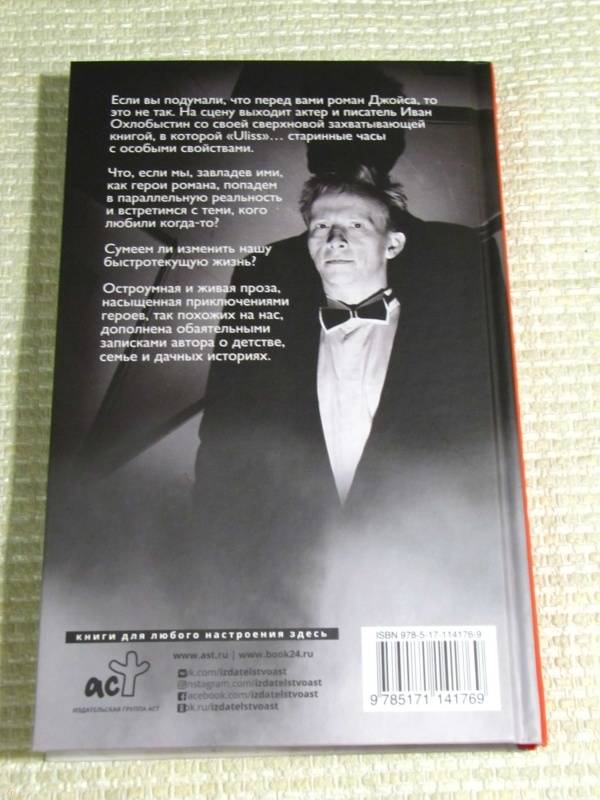 Если вы подумали, что перед вами роман Джойса, то
это не так. На сцену выходит актер и писатель Иван
Охлобыстин со своей сверхновой захватывающей
книгой, в которой «Uliss»... старинные часы
с особыми свойствами.
Что, если мы, завладев ими,
как герои романа, попадем
в параллельную реальность
и встретимся с теми, кого
любили когда-то?
Сумеем ли изменить нашу
быстротекущую жизнь?
Остроумная и живая проза,
насыщенная приключениями
героев, так похожих на нас,
дополнена обаятельными
записками автора о детстве,
семье и дачных историях.
книги для любого настроения здесь
www.ast.ru | www.book24.ru
vk.com/izdatelstvoast
instagram.com/izdatelstvoast
facebook.com/izdatelstvoast
ok.ru/izdatelstvoast
аст
ИЗДАТЕЛЬСКАЯ ГРУППА АСТ
ISBN 978-5-17-114176-9
9 785171 141769